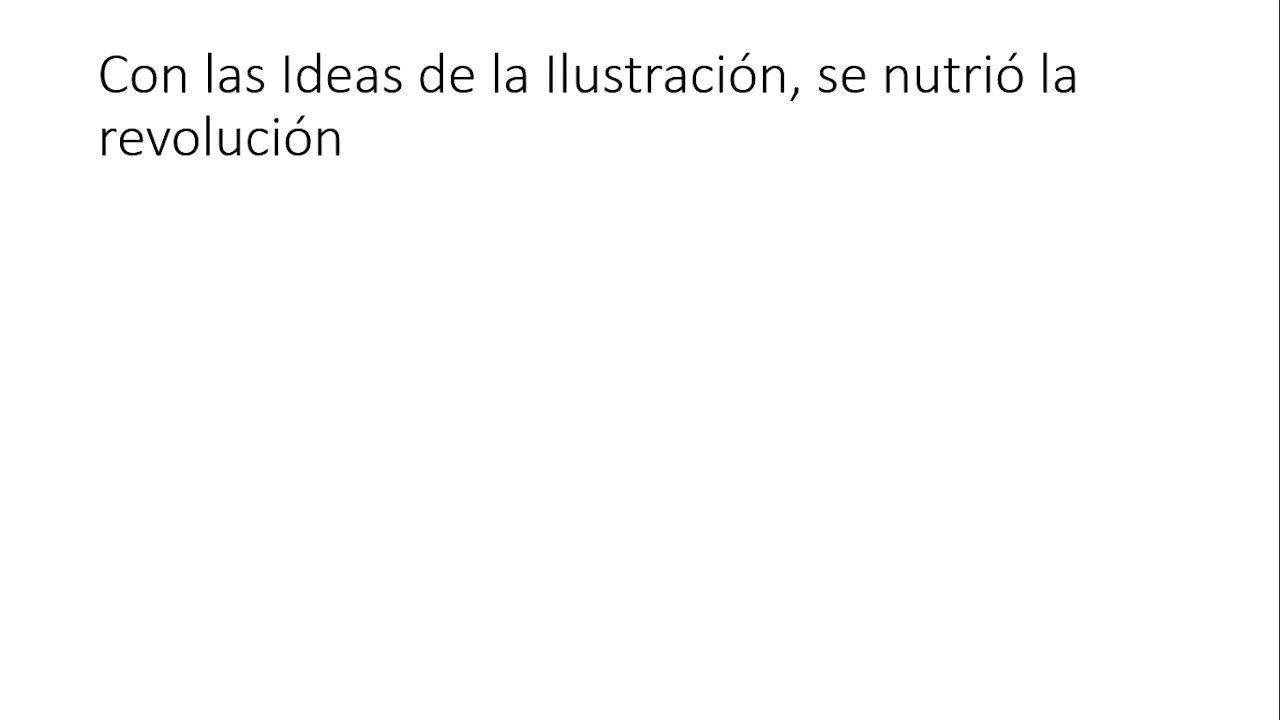 Con las Ideas de la Ilustración, se nutrió la
revolución